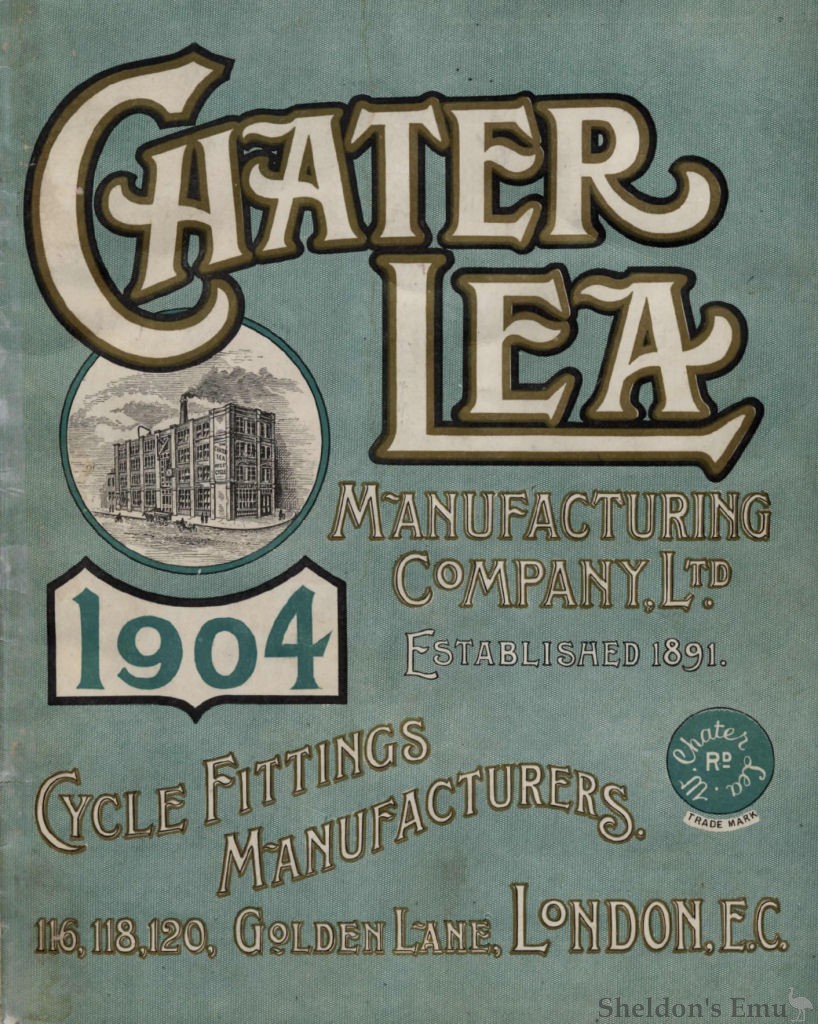 CHATER
LEA
MANUFACTURING
COMPANY, LTD.
ESTABLISHED 1891.
1904
CYCLE FITTINGS
MANUFACTURERS.
Wr Chater Lea.
RD
TRADE MARK
116, 118, 120, GOLDEN LANE, LONDON, E.C.
Sheldon's Emu